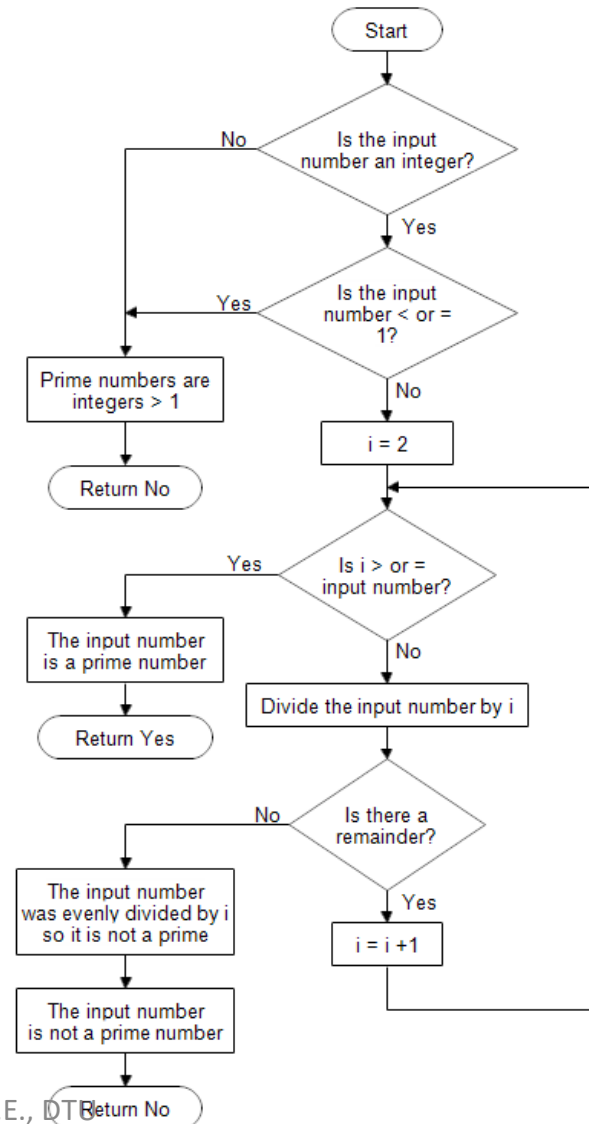 Start
Is the input
number an integer?
No
Yes
Is the input
number < or =
1?
Yes
No
Prime numbers are
integers > 1
Return No
i = 2
Is i > or =
input number?
Yes
No
The input number
is a prime number
Return Yes
Divide the input number by i
Is there a
remainder?
No
Yes
The input number
was evenly divided by i
so it is not a prime
i = i +1
The input number
is not a prime number
E., DTU
Return No